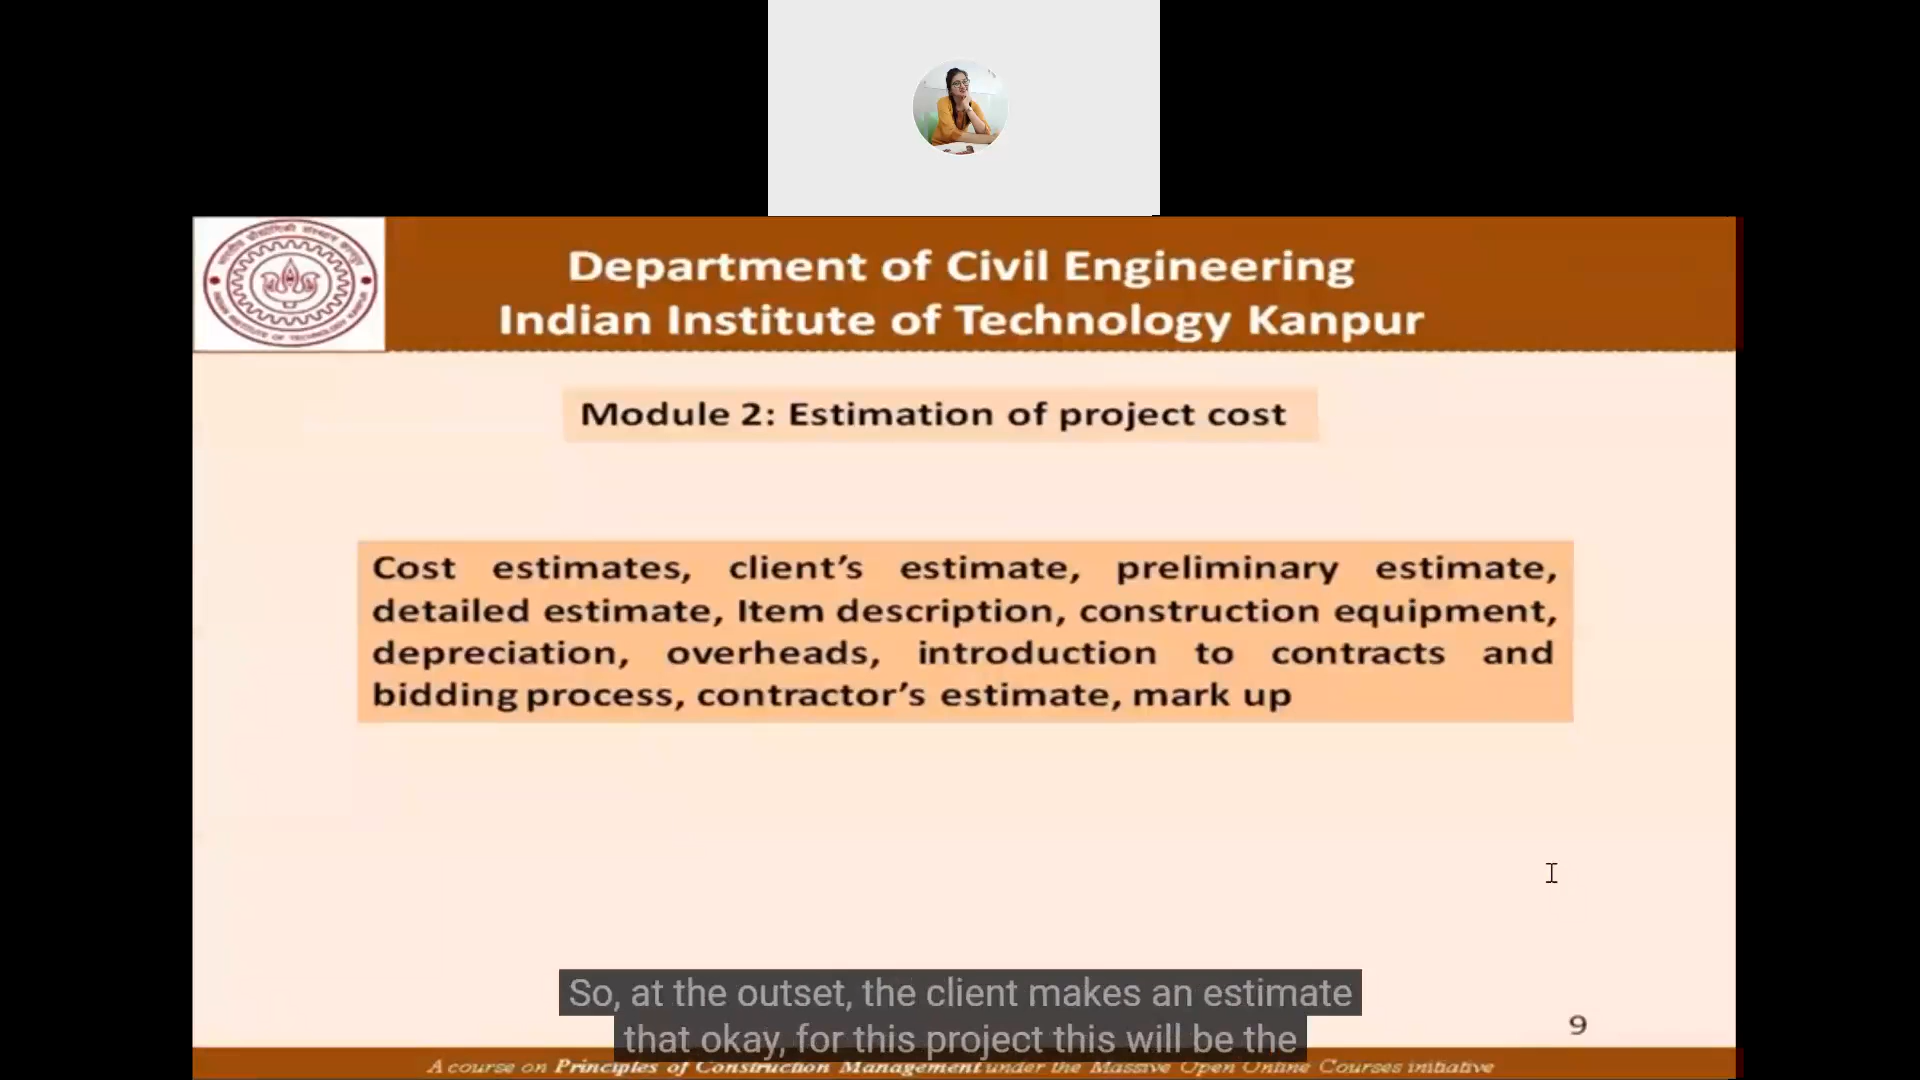 Department of Civil Engineering
Indian Institute of Technology Kanpur
Module 2: Estimation of project cost
Cost estimates, client's estimate, preliminary estimate,
detailed estimate, Item description, construction equipment,
depreciation, overheads, introduction to contracts and
bidding process, contractor's estimate, mark up
So, at the outset, the client makes an estimate
that okay, for this project this will be the
9
A course on Principles of Construction Management under the Massive Open Online Courses initiative